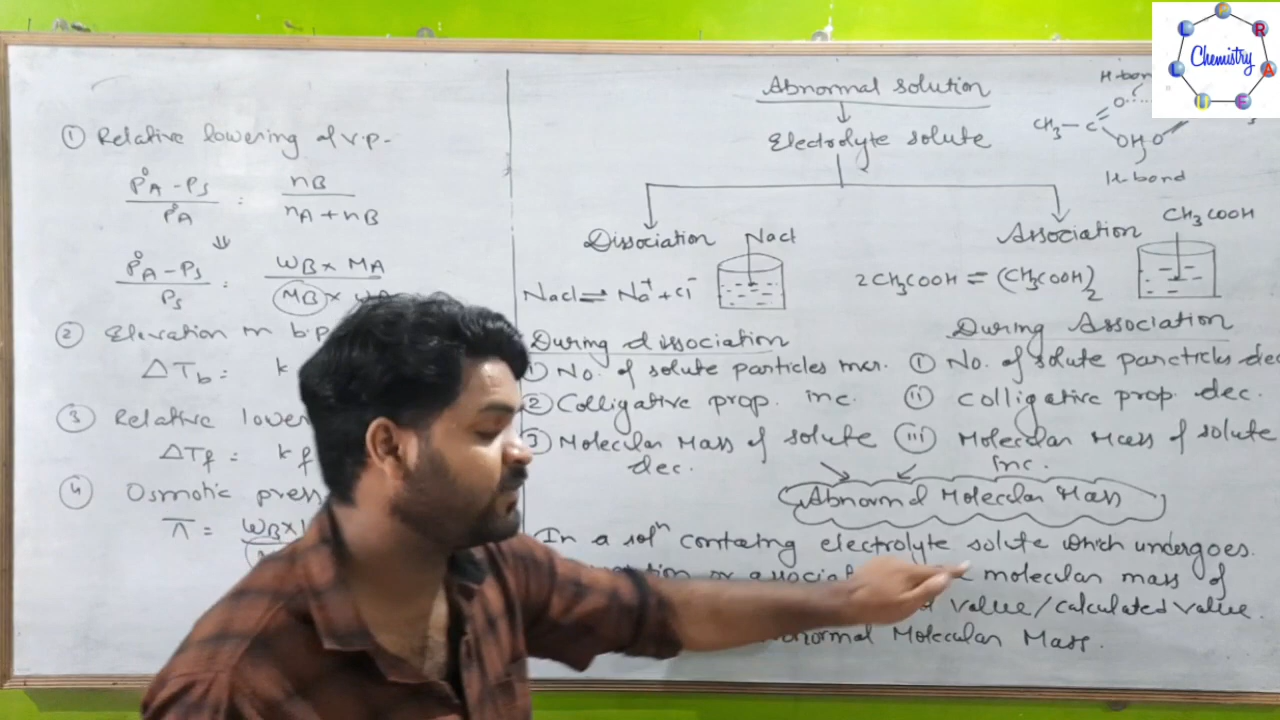 ① Relative lowering of v.p.
P°A - Ps / P°A = nB / nA + nB
⇓
P°A - Ps / Ps = WB × MA / MB ×
② Elevation in b.p
ΔTb = k
③ Relative lower
ΔTf = kf
④ Osmotic press
π = WB×
Abnormal solution
Electrolyte solute
Dissociation
NaCl
NaCl ⇌ Na+ + Cl-
During dissociation
① No. of solute particles incr.
② Colligative prop. inc.
③ Molecular Mass of solute
dec.
H-bon
CH3 — C
O
OH O
H-bond
Association
CH3COOH
2CH3COOH ⇌ (CH3COOH)2
During Association
① No. of solute particles dec
ⅱ colligative prop. dec.
ⅲ Molecular Mass of solute
inc.
Abnormal Molecular Mass
In a solⁿ containg electrolyte solute which undergoes.
or associa molecular mass of
value/calculated value.
abnormal Molecular Mass.
Chemistry
P
R
A
E
U
L
L